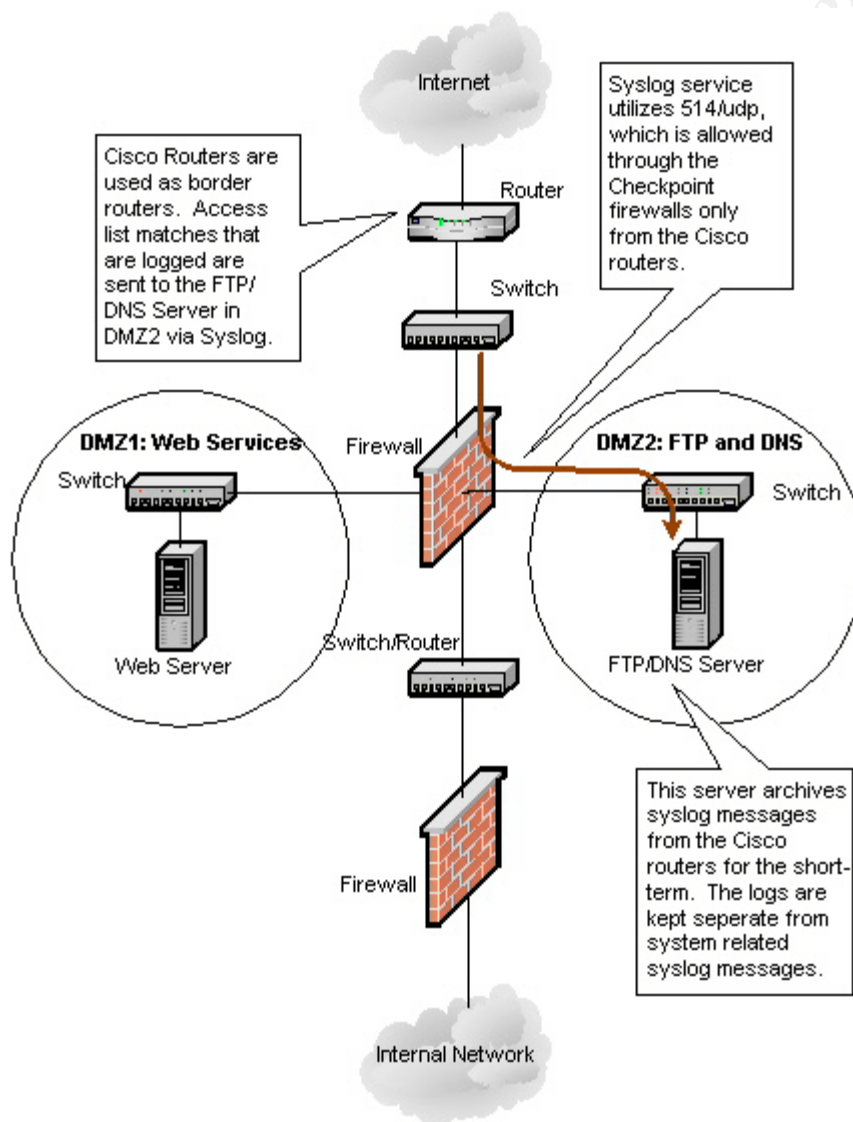 Internet
Syslog service
utilizes 514/udp,
which is allowed
through the
Checkpoint
firewalls only
from the Cisco
routers.
Cisco Routers are
used as border
routers.  Access
list matches that
are logged are
sent to the FTP/
DNS Server in
DMZ2 via Syslog.
Router
Switch
DMZ1: Web Services
Firewall
DMZ2: FTP and DNS
Switch
Switch
Web Server
Switch/Router
FTP/DNS Server
This server archives
syslog messages
from the Cisco
routers for the short-
term.  The logs are
kept seperate from
system related
syslog messages.
Firewall
Internal Network